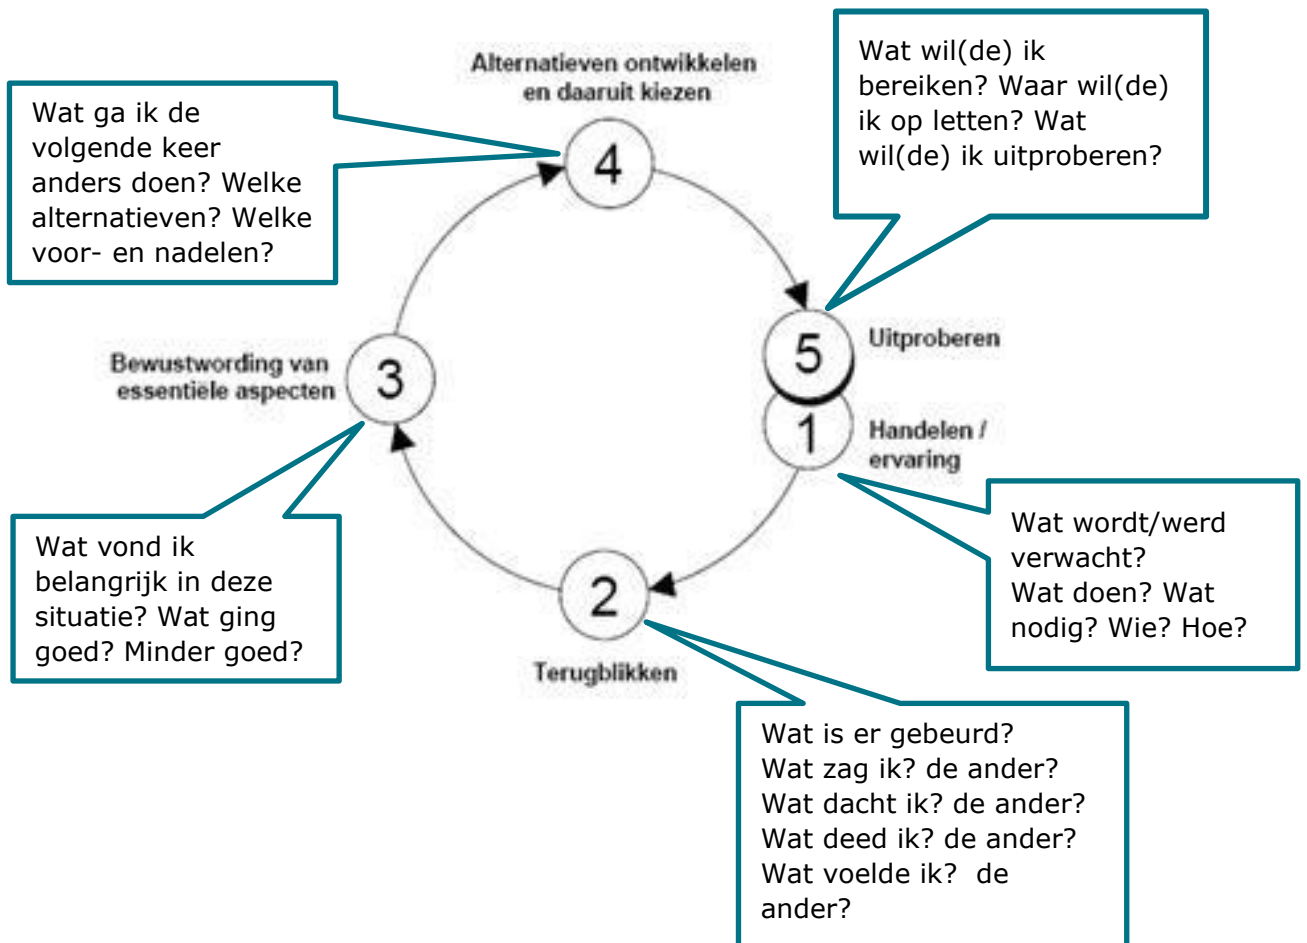 Alternatieven ontwikkelen
en daaruit kiezen
Wat wil(de) ik
bereiken? Waar wil(de)
ik op letten? Wat
wil(de) ik uitproberen?
Wat ga ik de
volgende keer
anders doen? Welke
alternatieven? Welke
voor- en nadelen?
4
5
Uitproberen
Bewustwording van
essentiële aspecten
3
1
Handelen /
ervaring
Wat vond ik
belangrijk in deze
situatie? Wat ging
goed? Minder goed?
Wat wordt/werd
verwacht?
Wat doen? Wat
nodig? Wie? Hoe?
2
Terugblikken
Wat is er gebeurd?
Wat zag ik? de ander?
Wat dacht ik? de ander?
Wat deed ik? de ander?
Wat voelde ik?  de
ander?